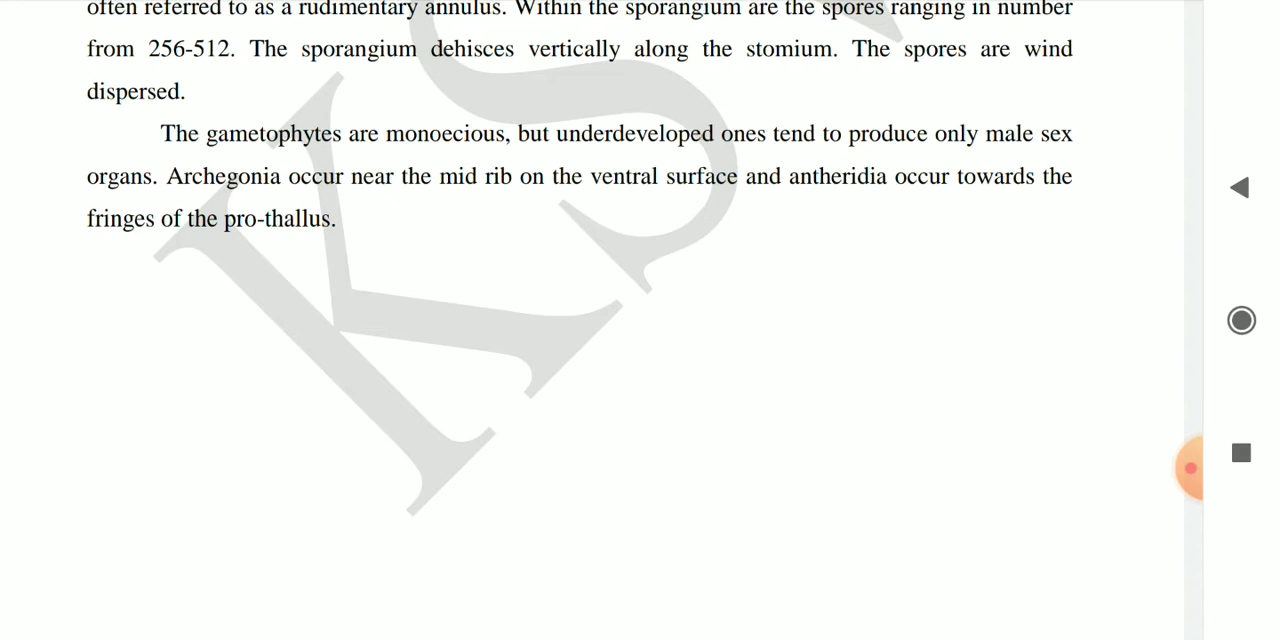 often referred to as a rudimentary annulus. Within the sporangium are the spores ranging in number
from 256-512. The sporangium dehisces vertically along the stomium. The spores are wind
dispersed.
The gametophytes are monoecious, but underdeveloped ones tend to produce only male sex
organs. Archegonia occur near the mid rib on the ventral surface and antheridia occur towards the
fringes of the pro-thallus.
KS